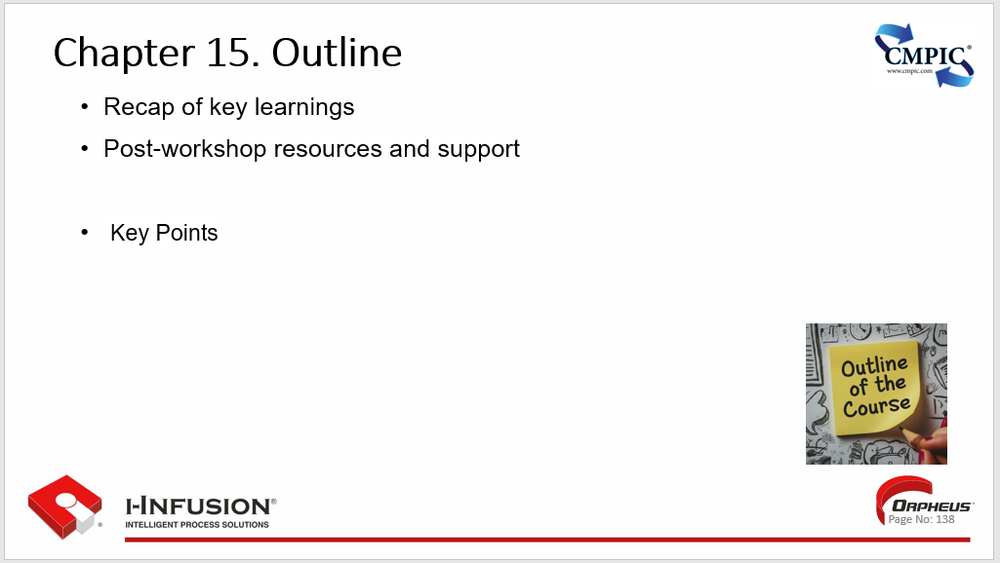 Chapter 15. Outline
CMPIC®
www.cmpic.com
• Recap of key learnings
• Post-workshop resources and support
• Key Points
Outline
of the
Course
I-INFUSION®
INTELLIGENT PROCESS SOLUTIONS
®
ORPHEUS™
Page No: 138